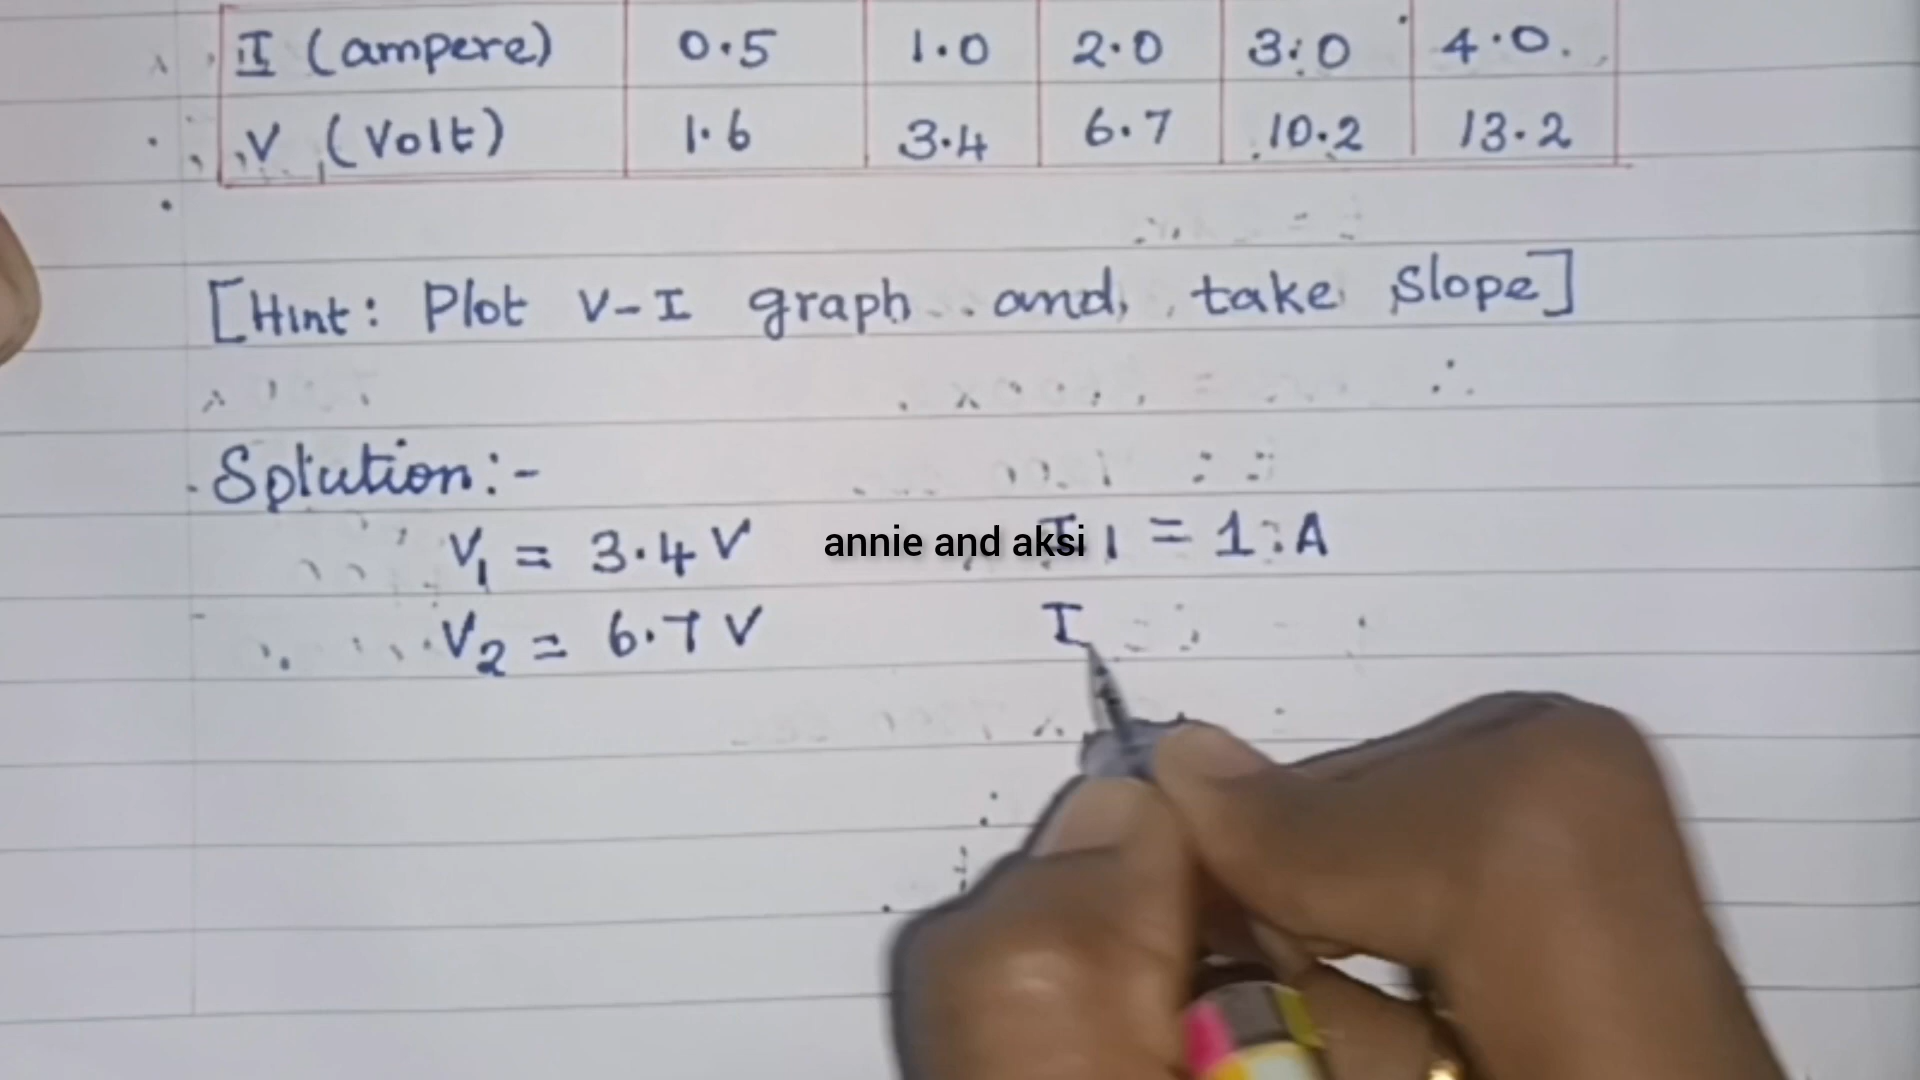 I (ampere) 0.5 1.0 2.0 3.0 4.0
V (Volt) 1.6 3.4 6.7 10.2 13.2
[Hint: Plot V-I graph and take slope]
Solution:-
V1 = 3.4 V I1 = 1 A
annie and aksi
V2 = 6.7 V I